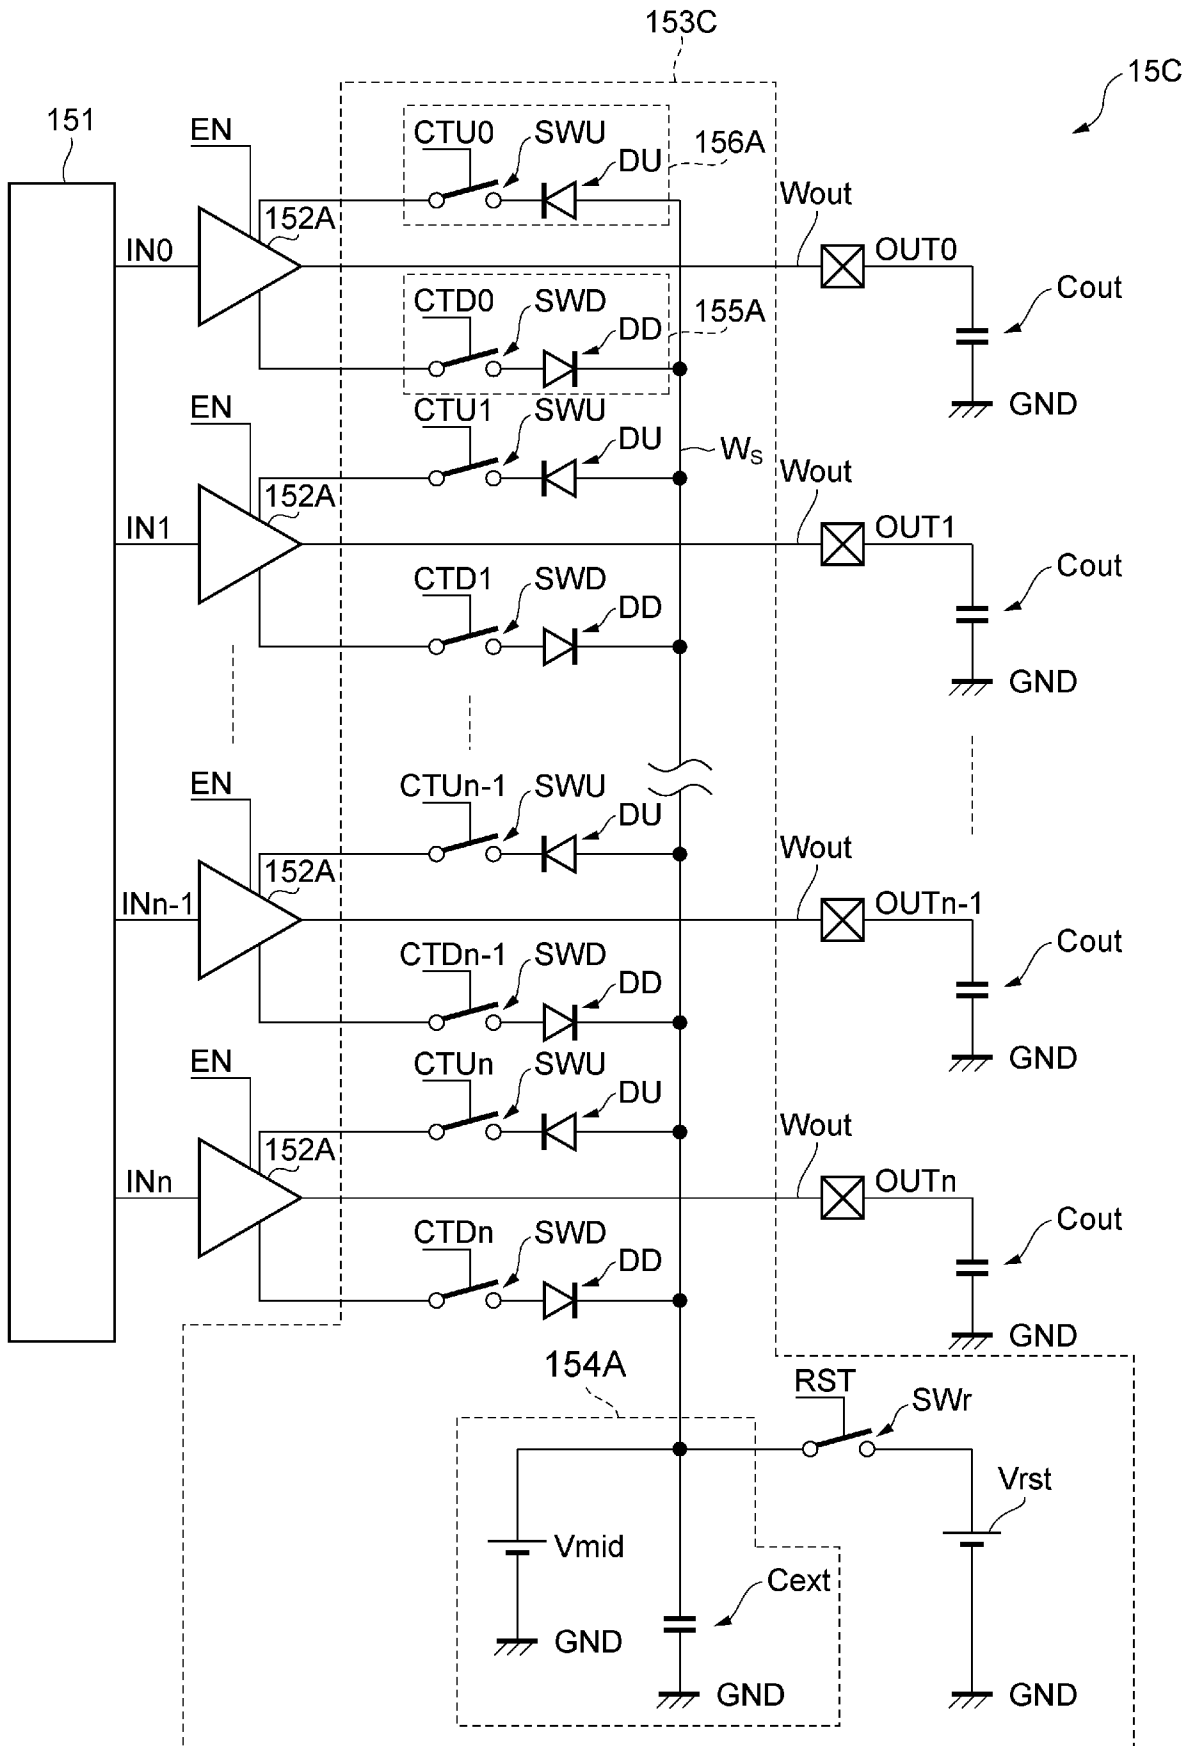 153C
15C
151
EN
CTU0
SWU
156A
DU
Wout
152A
IN0
OUT0
Cout
CTD0
SWD
155A
DD
GND
EN
CTU1
SWU
DU
Ws
Wout
152A
IN1
OUT1
Cout
CTD1
SWD
DD
GND
EN
CTUn-1
SWU
DU
Wout
152A
INn-1
OUTn-1
Cout
CTDn-1
SWD
DD
GND
EN
CTUn
SWU
DU
Wout
152A
INn
OUTn
Cout
CTDn
SWD
DD
GND
154A
RST
SWr
Vrst
Vmid
Cext
GND
GND
GND